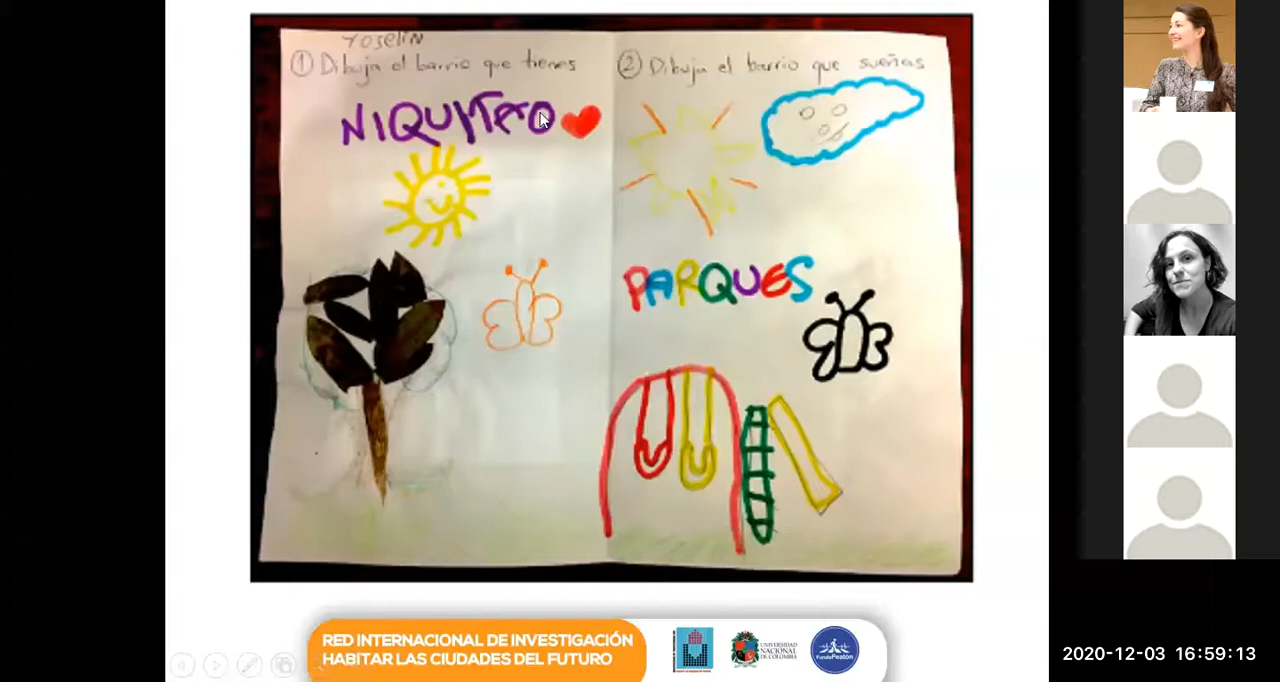 Yoselin
① Dibuja el barrio que tienes
② Dibuja el barrio que sueñas
NIQUITAO
PARQUES
RED INTERNACIONAL DE INVESTIGACIÓN
HABITAR LAS CIUDADES DEL FUTURO
UNIVERSIDAD
NACIONAL
DE COLOMBIA
FundaPeatón
2020-12-03 16:59:13